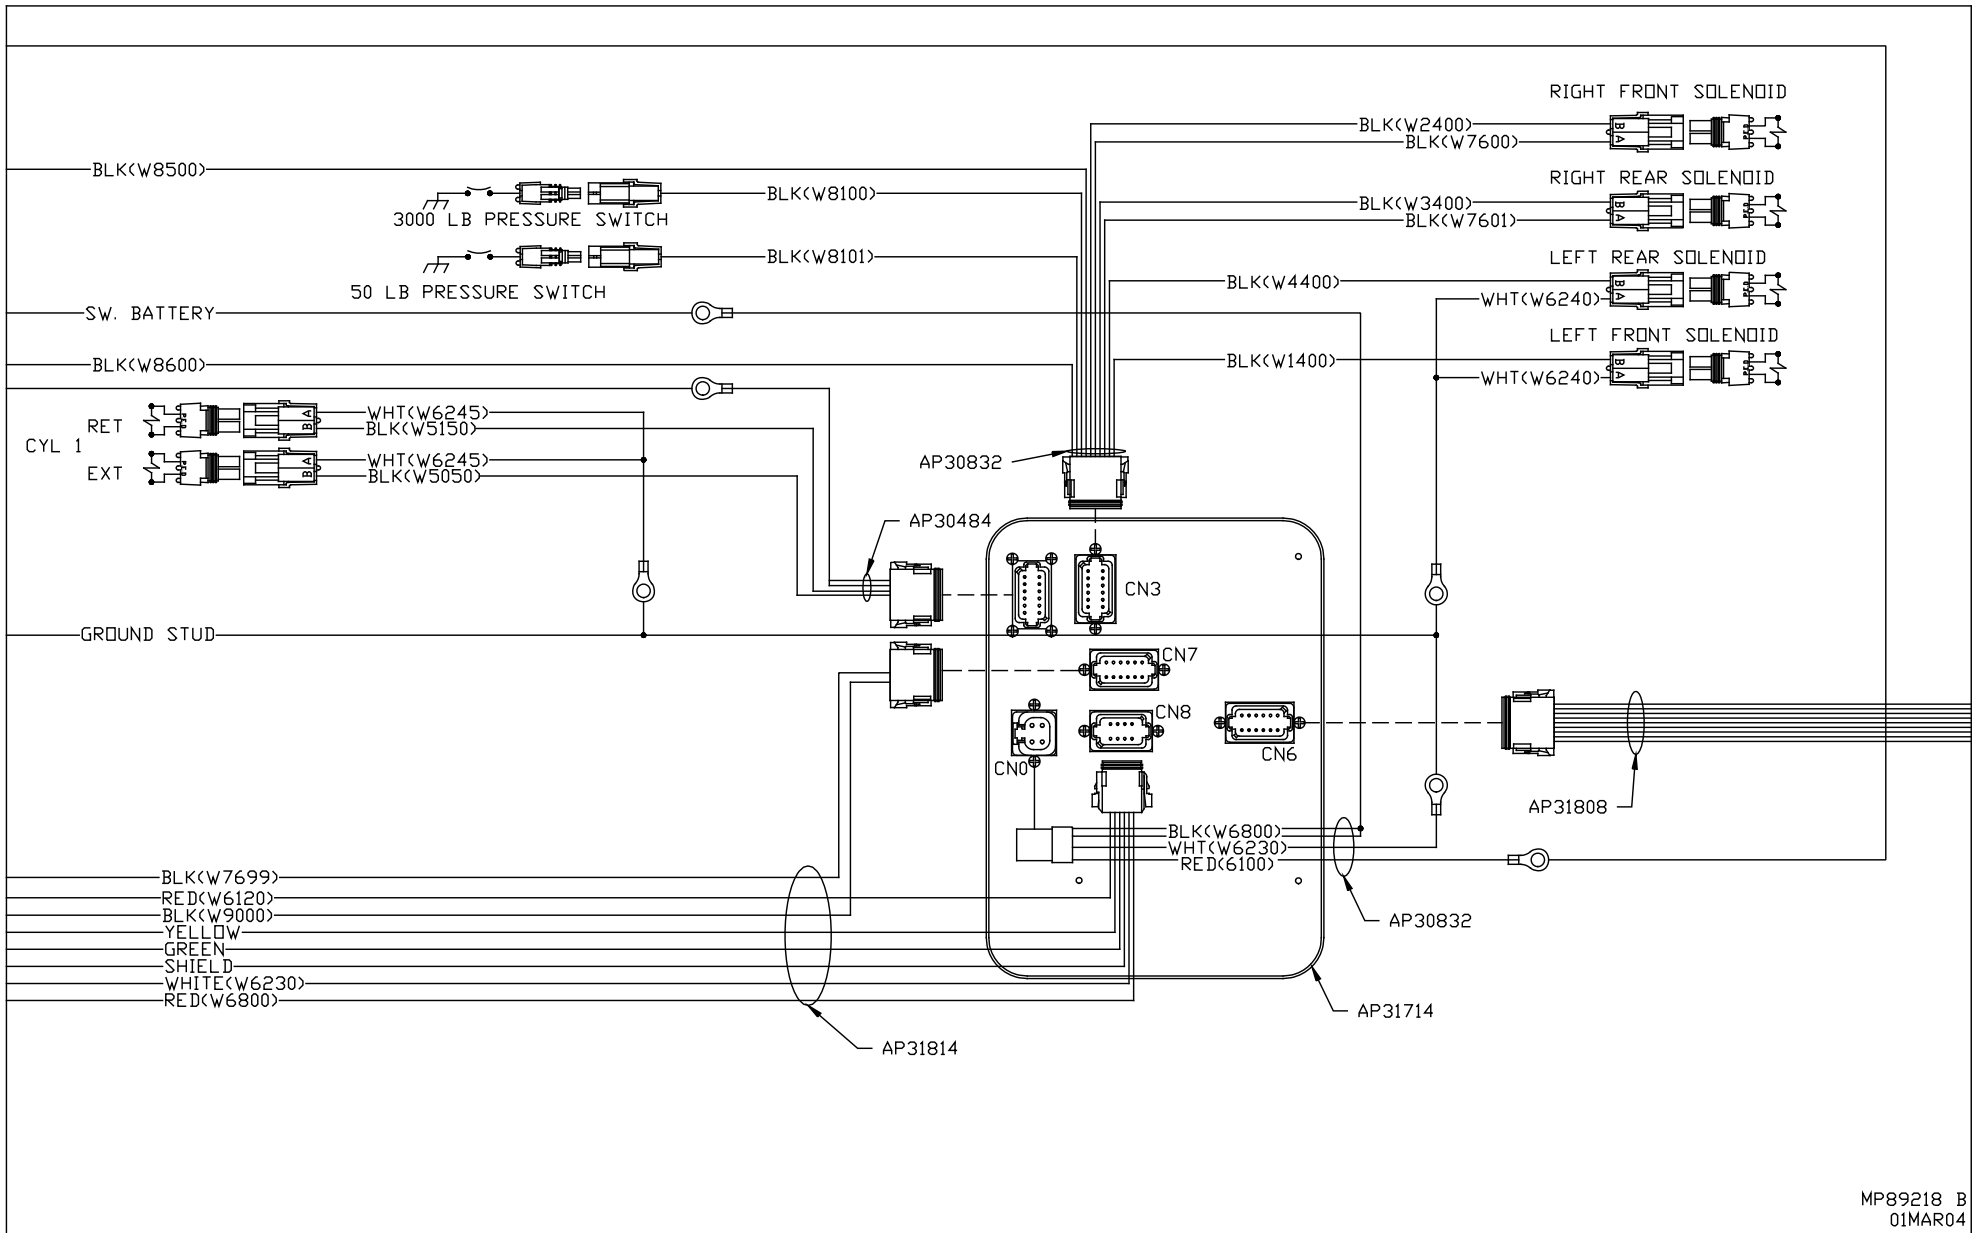 RIGHT FRONT SOLENOID
BLK(W2400)
B
A
BLK(W7600)
BLK(W8500)
RIGHT REAR SOLENOID
BLK(W8100)
BLK(W3400)
B
A
3000 LB PRESSURE SWITCH
BLK(W7601)
BLK(W8101)
LEFT REAR SOLENOID
BLK(W4400)
B
A
50 LB PRESSURE SWITCH
WHT(W6240)
SW. BATTERY
LEFT FRONT SOLENOID
BLK(W8600)
BLK(W1400)
B
A
WHT(W6240)
RET
WHT(W6245)
A
B
BLK(W5150)
CYL 1
EXT
WHT(W6245)
A
B
BLK(W5050)
AP30832
AP30484
CN3
GROUND STUD
CN7
CN8
CN6
CN0
AP31808
BLK(W6800)
WHT(W6230)
RED(6100)
BLK(W7699)
RED(W6120)
BLK(W9000)
YELLOW
GREEN
SHIELD
WHITE(W6230)
RED(W6800)
AP30832
AP31714
AP31814
MP89218 B
01MAR04